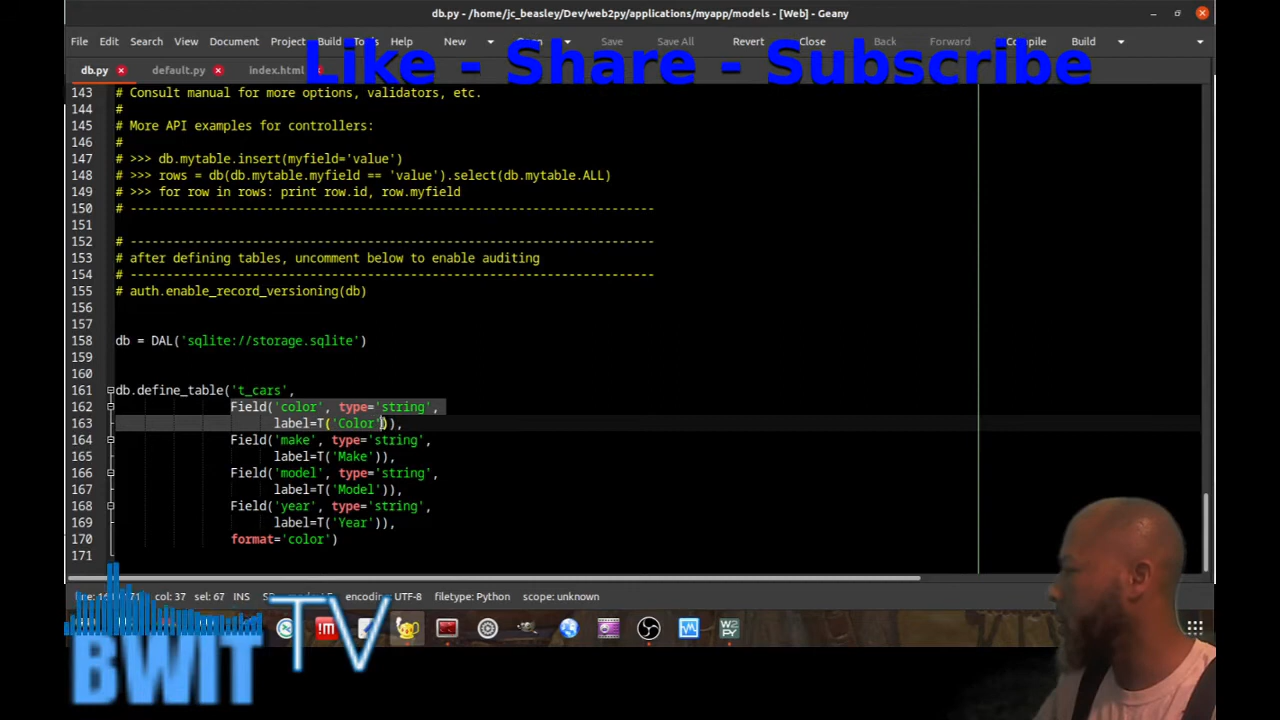 db.py - /home/jc_beasley/Dev/web2py/applications/myapp/models - [Web] - Geany
File Edit Search View Document Project Build Tools Help New Open Save Save All Revert Close Back Forward Compile Build
Like - Share - Subscribe
db.py default.py index.html
143 # Consult manual for more options, validators, etc.
144 #
145 # More API examples for controllers:
146 #
147 # >>> db.mytable.insert(myfield='value')
148 # >>> rows = db(db.mytable.myfield == 'value').select(db.mytable.ALL)
149 # >>> for row in rows: print row.id, row.myfield
150 # -------------------------------------------------------------------------
151
152 # -------------------------------------------------------------------------
153 # after defining tables, uncomment below to enable auditing
154 # -------------------------------------------------------------------------
155 # auth.enable_record_versioning(db)
156
157
158 db = DAL('sqlite://storage.sqlite')
159
160
161 db.define_table('t_cars',
162 Field('color', type='string',
163 label=T('Color')),
164 Field('make', type='string',
165 label=T('Make')),
166 Field('model', type='string',
167 label=T('Model')),
168 Field('year', type='string',
169 label=T('Year')),
170 format='color')
171
col: 37 sel: 67 INS encoding: UTF-8 filetype: Python scope: unknown
!m W2PY
BWIT TV